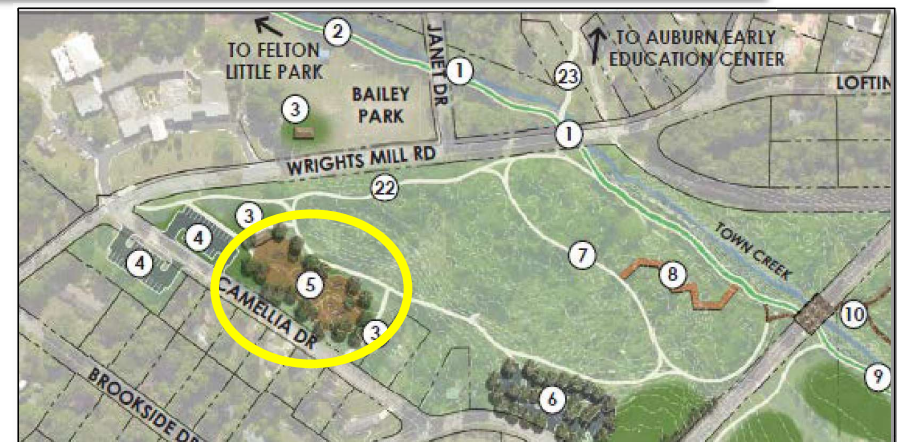 2
TO FELTON
LITTLE PARK
JANET DR
1
TO AUBURN EARLY
EDUCATION CENTER
23
LOFTIN
3
BAILEY
PARK
1
WRIGHTS MILL RD
22
3
4
4
5
7
TOWN CREEK
8
10
CAMELLIA DR
3
6
9
BROOKSIDE DR